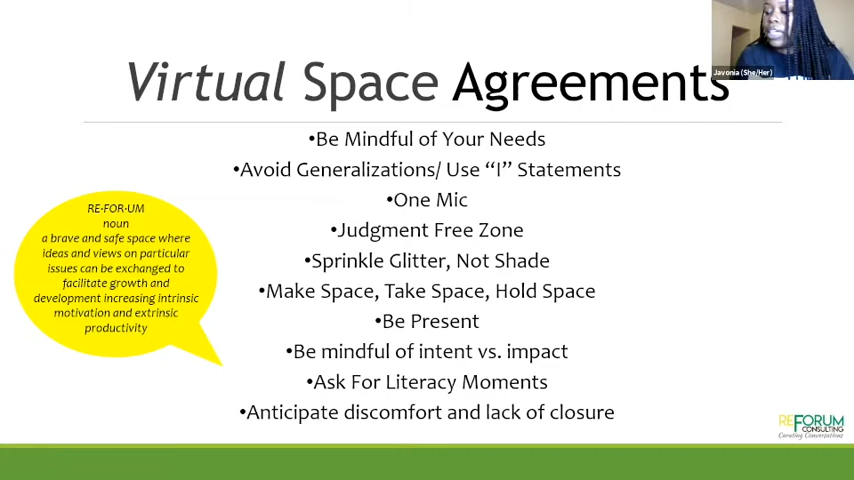 Javonia (She/Her)
Virtual Space Agreements
•Be Mindful of Your Needs
•Avoid Generalizations/ Use “I” Statements
•One Mic
•Judgment Free Zone
•Sprinkle Glitter, Not Shade
•Make Space, Take Space, Hold Space
•Be Present
•Be mindful of intent vs. impact
•Ask For Literacy Moments
•Anticipate discomfort and lack of closure
RE·FOR·UM
noun
a brave and safe space where
ideas and views on particular
issues can be exchanged to
facilitate growth and
development increasing intrinsic
motivation and extrinsic
productivity
REFORUM
CONSULTING
Curating Conversations